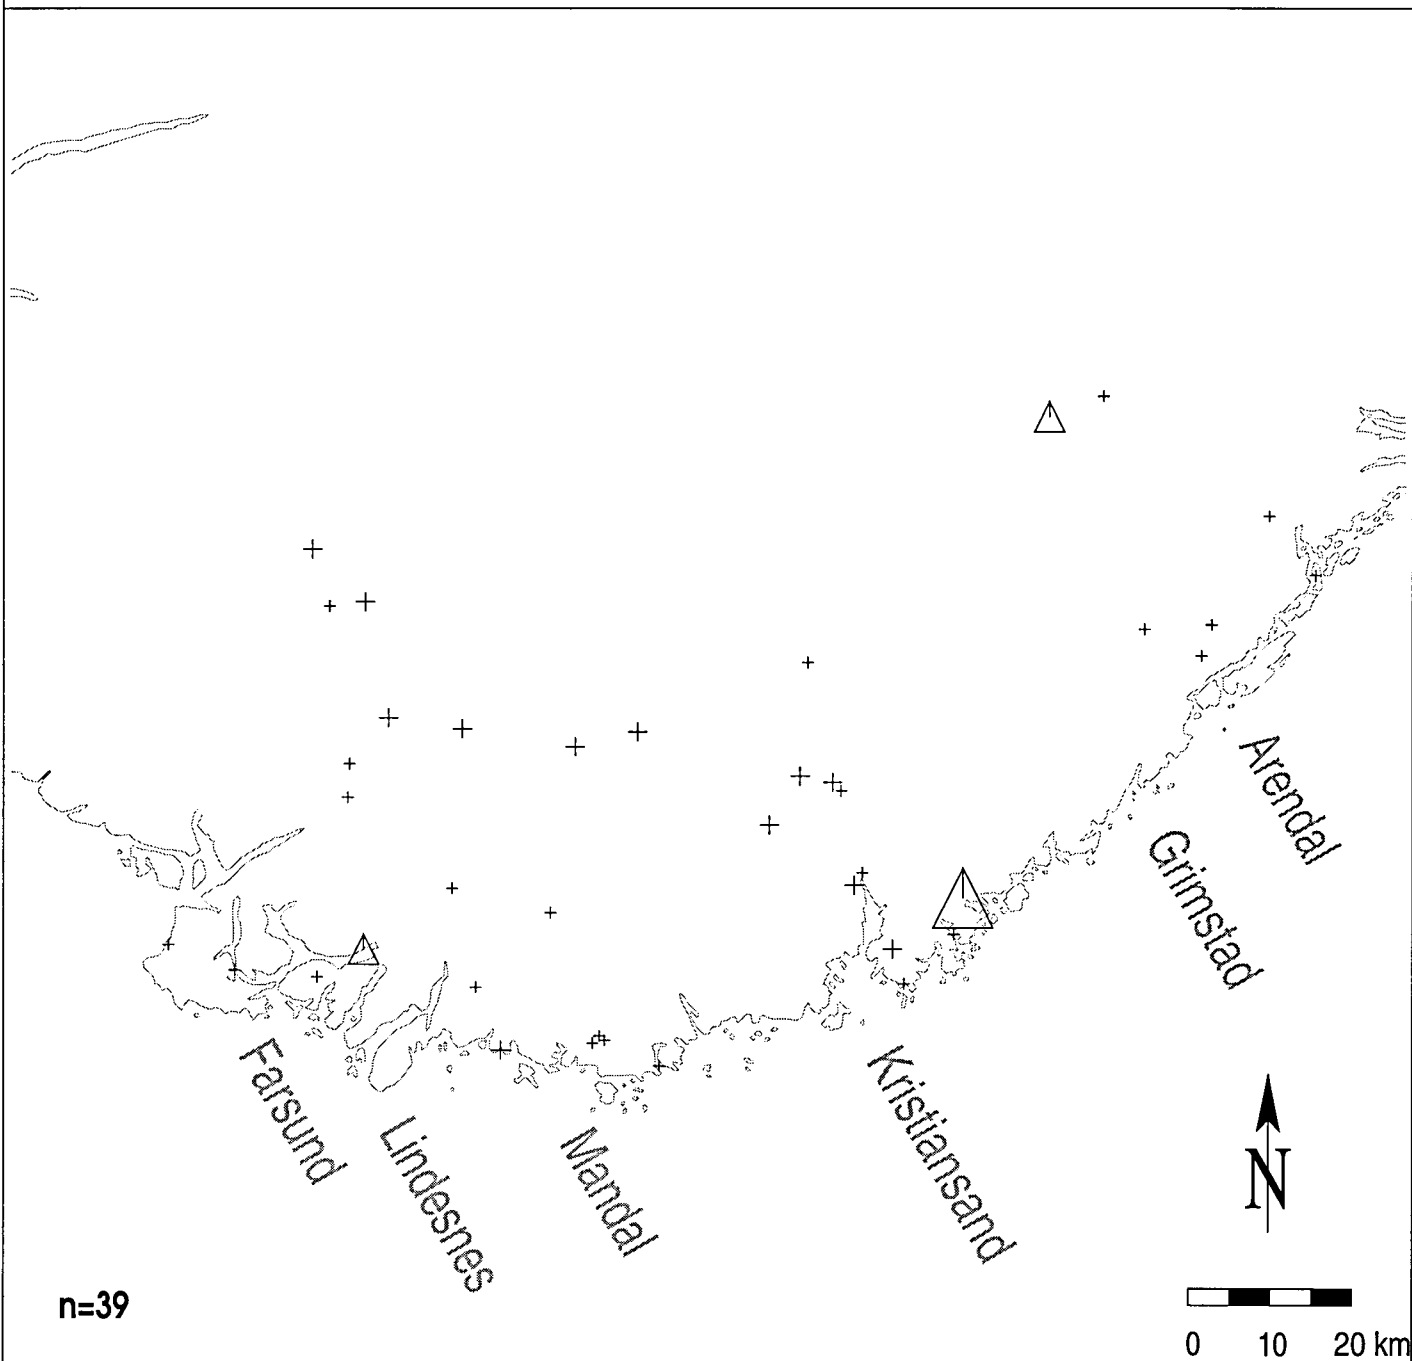 Arendal
Grimstad
Kristiansand
Farsund
Lindesnes
Mandal
N
n=39
0 10 20 km